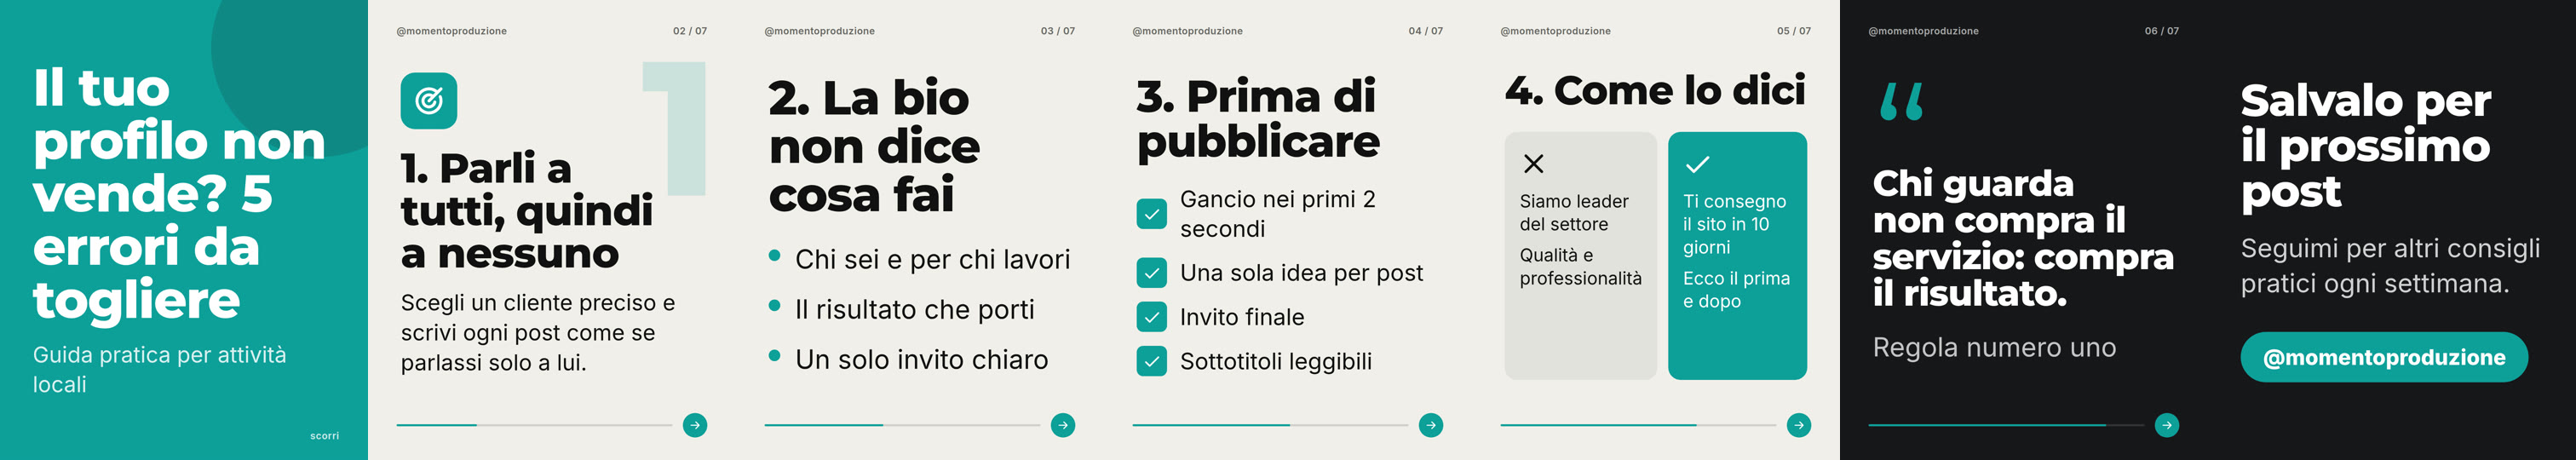 Il tuo
profilo non
vende? 5
errori da
togliere
Guida pratica per attività
locali
scorri
@momentoproduzione
02 / 07
1
1. Parli a
tutti, quindi
a nessuno
Scegli un cliente preciso e
scrivi ogni post come se
parlassi solo a lui.
@momentoproduzione
03 / 07
2. La bio
non dice
cosa fai
Chi sei e per chi lavori
Il risultato che porti
Un solo invito chiaro
@momentoproduzione
04 / 07
3. Prima di
pubblicare
Gancio nei primi 2
secondi
Una sola idea per post
Invito finale
Sottotitoli leggibili
@momentoproduzione
05 / 07
4. Come lo dici
Siamo leader
del settore
Qualità e
professionalità
Ti consegno
il sito in 10
giorni
Ecco il prima
e dopo
@momentoproduzione
06 / 07
“
Chi guarda
non compra il
servizio: compra
il risultato.
Regola numero uno
Salvalo per
il prossimo
post
Seguimi per altri consigli
pratici ogni settimana.
@momentoproduzione